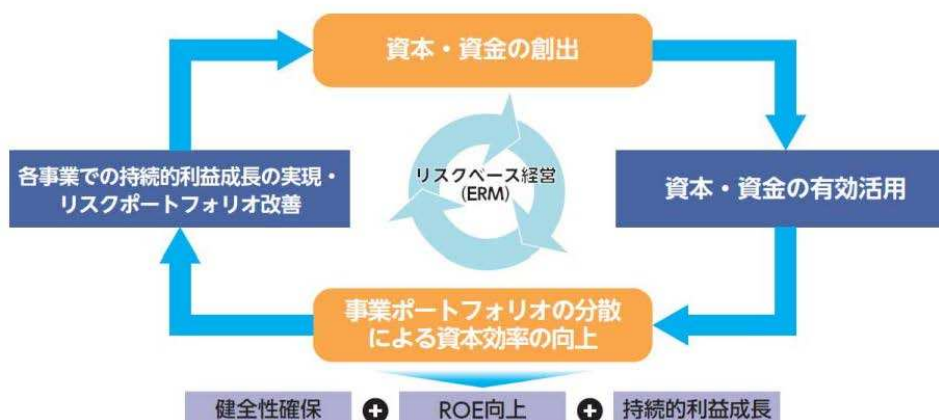 資本・資金の創出
各事業での持続的利益成長の実現・
リスクポートフォリオ改善
リスクベース経営
(ERM)
資本・資金の有効活用
事業ポートフォリオの分散
による資本効率の向上
健全性確保 + ROE向上 + 持続的利益成長